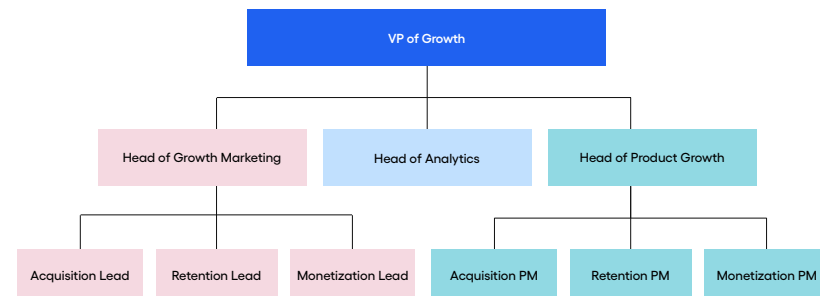 VP of Growth
Head of Growth Marketing
Head of Analytics
Head of Product Growth
Acquisition Lead
Retention Lead
Monetization Lead
Acquisition PM
Retention PM
Monetization PM